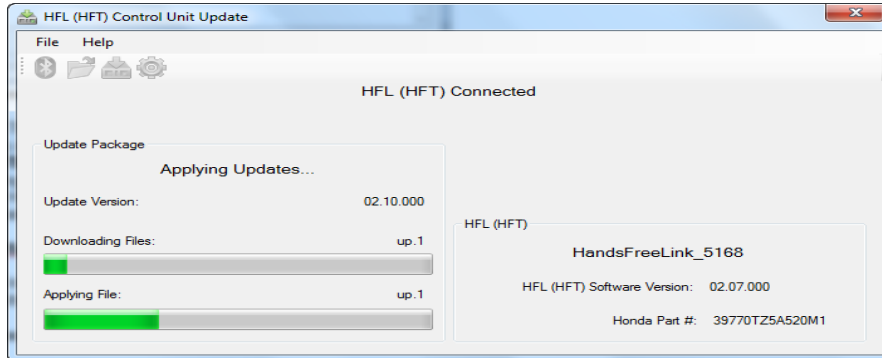 HFL (HFT) Control Unit Update
File Help
HFL (HFT) Connected
Update Package
Applying Updates...
Update Version: 02.10.000
Downloading Files: up.1
Applying File: up.1
HFL (HFT)
HandsFreeLink_5168
HFL (HFT) Software Version: 02.07.000
Honda Part #: 39770TZ5A520M1